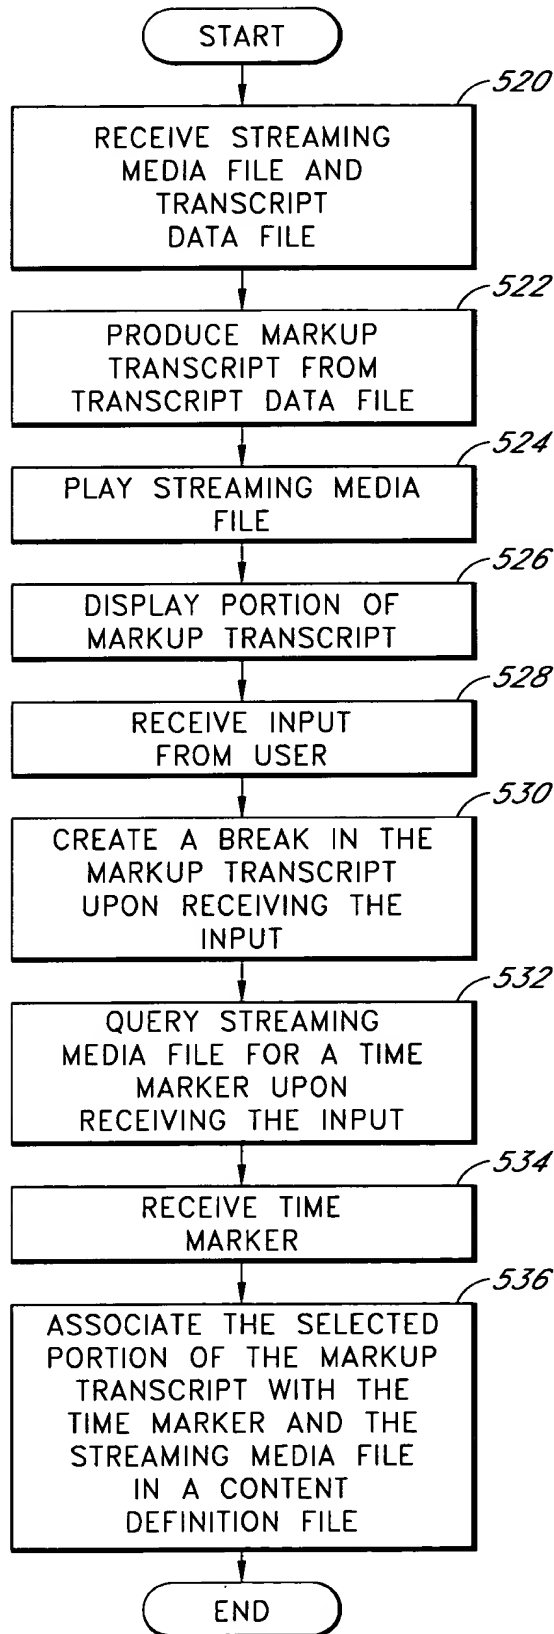 START
520
RECEIVE STREAMING
MEDIA FILE AND
TRANSCRIPT
DATA FILE
522
PRODUCE MARKUP
TRANSCRIPT FROM
TRANSCRIPT DATA FILE
524
PLAY STREAMING MEDIA
FILE
526
DISPLAY PORTION OF
MARKUP TRANSCRIPT
528
RECEIVE INPUT
FROM USER
530
CREATE A BREAK IN THE
MARKUP TRANSCRIPT
UPON RECEIVING THE
INPUT
532
QUERY STREAMING
MEDIA FILE FOR A TIME
MARKER UPON
RECEIVING THE INPUT
534
RECEIVE TIME
MARKER
536
ASSOCIATE THE SELECTED
PORTION OF THE MARKUP
TRANSCRIPT WITH THE
TIME MARKER AND THE
STREAMING MEDIA FILE
IN A CONTENT
DEFINITION FILE
END